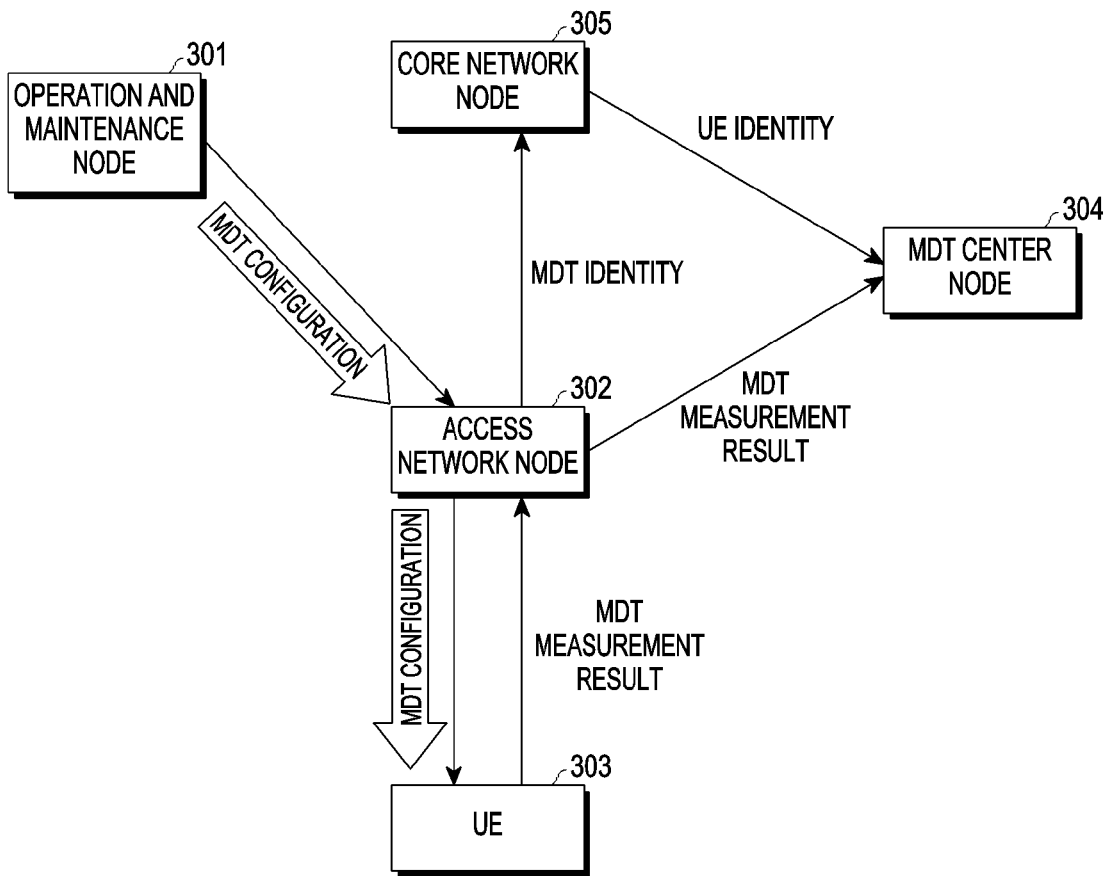 301
OPERATION AND
MAINTENANCE
NODE
305
CORE NETWORK
NODE
UE IDENTITY
304
MDT CENTER
NODE
MDT IDENTITY
MDT CONFIGURATION
302
ACCESS
NETWORK NODE
MDT
MEASUREMENT
RESULT
MDT CONFIGURATION
MDT
MEASUREMENT
RESULT
303
UE